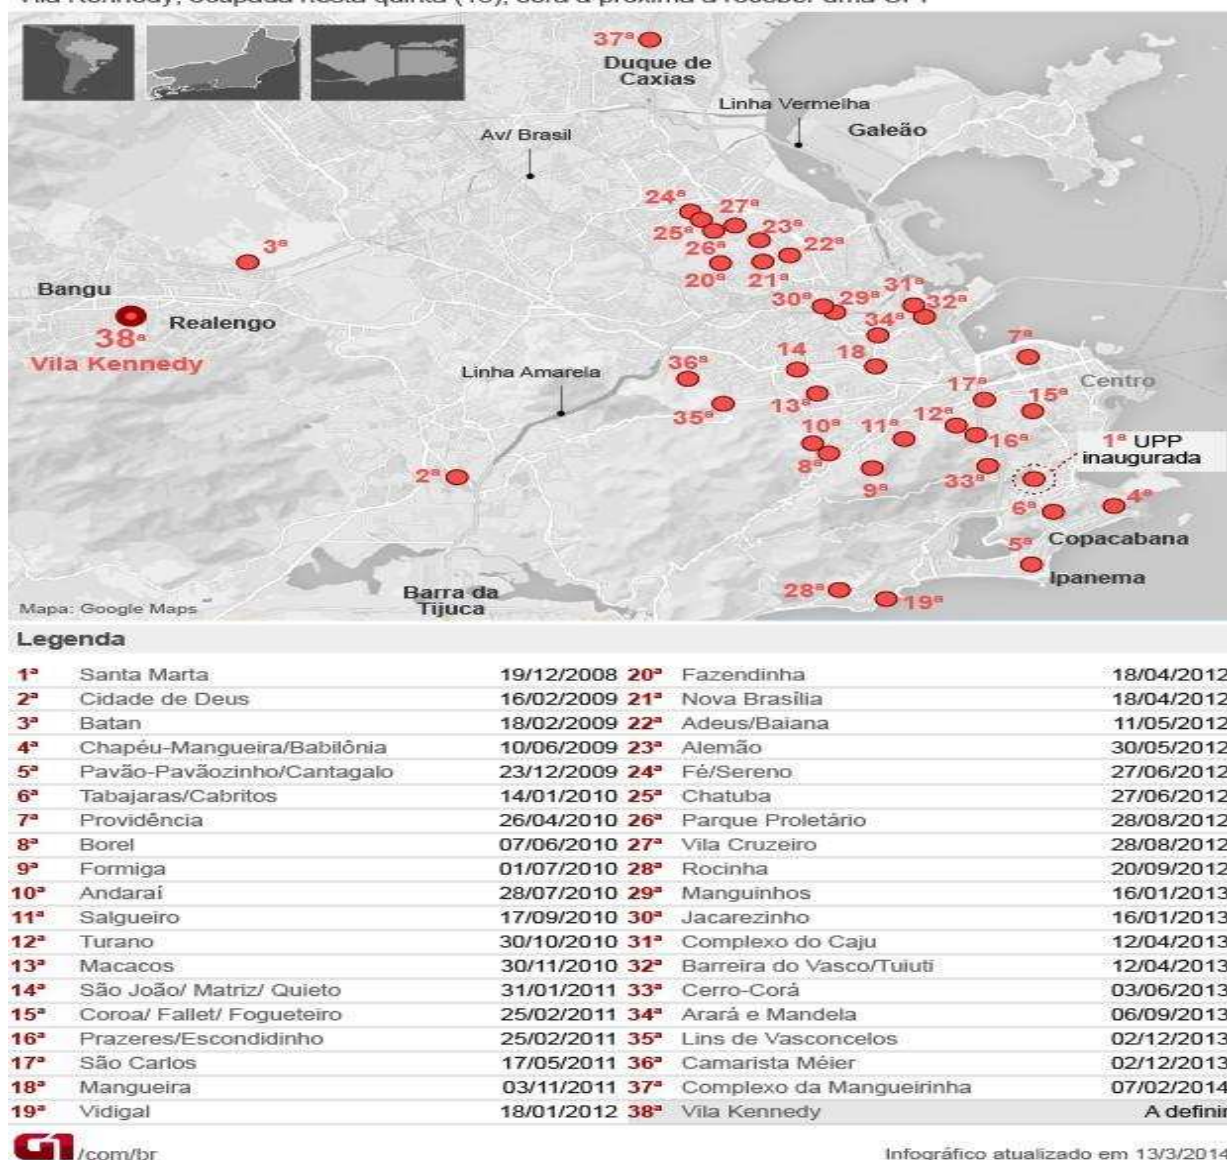 37ª
Duque de
Caxias
Linha Vermelha
Galeão
Av/ Brasil
24ª
27ª
25ª
23ª
26ª
22ª
20ª
21ª
3ª
Bangu
Realengo
38ª
Vila Kennedy
30ª
29ª
31ª
32ª
34ª
7ª
Linha Amarela
36ª
14
18
Centro
35ª
13ª
17ª
15ª
12ª
10ª
11ª
16ª
1ª UPP
inaugurada
8ª
9ª
33ª
2ª
6ª
4ª
Copacabana
5ª
Ipanema
Barra da
Tijuca
28ª
19ª
Mapa: Google Maps
Legenda
1ª Santa Marta 19/12/2008 20ª Fazendinha 18/04/2012
2ª Cidade de Deus 16/02/2009 21ª Nova Brasília 18/04/2012
3ª Batan 18/02/2009 22ª Adeus/Baiana 11/05/2012
4ª Chapéu-Mangueira/Babilônia 10/06/2009 23ª Alemão 30/05/2012
5ª Pavão-Pavãozinho/Cantagalo 23/12/2009 24ª Fé/Sereno 27/06/2012
6ª Tabajaras/Cabritos 14/01/2010 25ª Chatuba 27/06/2012
7ª Providência 26/04/2010 26ª Parque Proletário 28/08/2012
8ª Borel 07/06/2010 27ª Vila Cruzeiro 28/08/2012
9ª Formiga 01/07/2010 28ª Rocinha 20/09/2012
10ª Andaraí 28/07/2010 29ª Manguinhos 16/01/2013
11ª Salgueiro 17/09/2010 30ª Jacarezinho 16/01/2013
12ª Turano 30/10/2010 31ª Complexo do Caju 12/04/2013
13ª Macacos 30/11/2010 32ª Barreira do Vasco/Tuiuti 12/04/2013
14ª São João/ Matriz/ Quieto 31/01/2011 33ª Cerro-Corá 03/06/2013
15ª Coroa/ Fallet/ Fogueteiro 25/02/2011 34ª Arará e Mandela 06/09/2013
16ª Prazeres/Escondidinho 25/02/2011 35ª Lins de Vasconcelos 02/12/2013
17ª São Carlos 17/05/2011 36ª Camarista Méier 02/12/2013
18ª Mangueira 03/11/2011 37ª Complexo da Mangueirinha 07/02/2014
19ª Vidigal 18/01/2012 38ª Vila Kennedy A definir
G1 /com/br
Infográfico atualizado em 13/3/2014